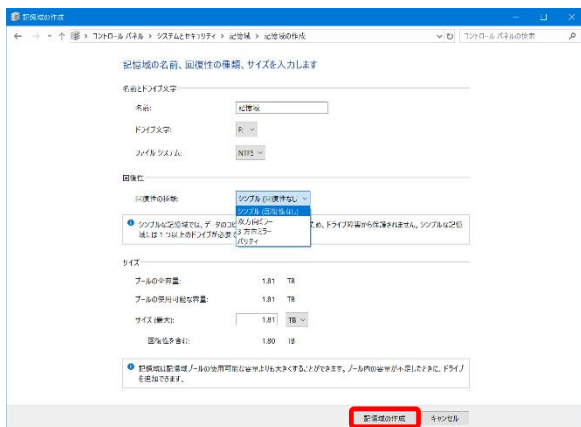 記憶域の作成
コントロール パネル > システムとセキュリティ > 記憶域 > 記憶域の作成
コントロール パネルの検索
記憶域の名前、回復性の種類、サイズを入力します
名前とドライブ文字
名前:
記憶域
ドライブ文字:
ファイル システム:
NTFS
回復性
回復性の種類:
シンプル (回復性なし)
シンプル (回復性なし)
双方向ミラー
3 方向ミラー
パリティ
シンプルな記憶域では、データのコピ
ため、ドライブ障害から保護されません。シンプルな記憶
域には 1 つ以上のドライブが必要で
サイズ
プールの全容量:
1.81 TB
プールの使用可能な容量:
1.81 TB
サイズ (最大):
1.81 TB
回復性を含む:
1.80 TB
記憶域は記憶域プールの使用可能な容量よりも大きくすることができます。プール内の容量が不足したときに、ドライブ
を追加できます。
記憶域の作成
キャンセル